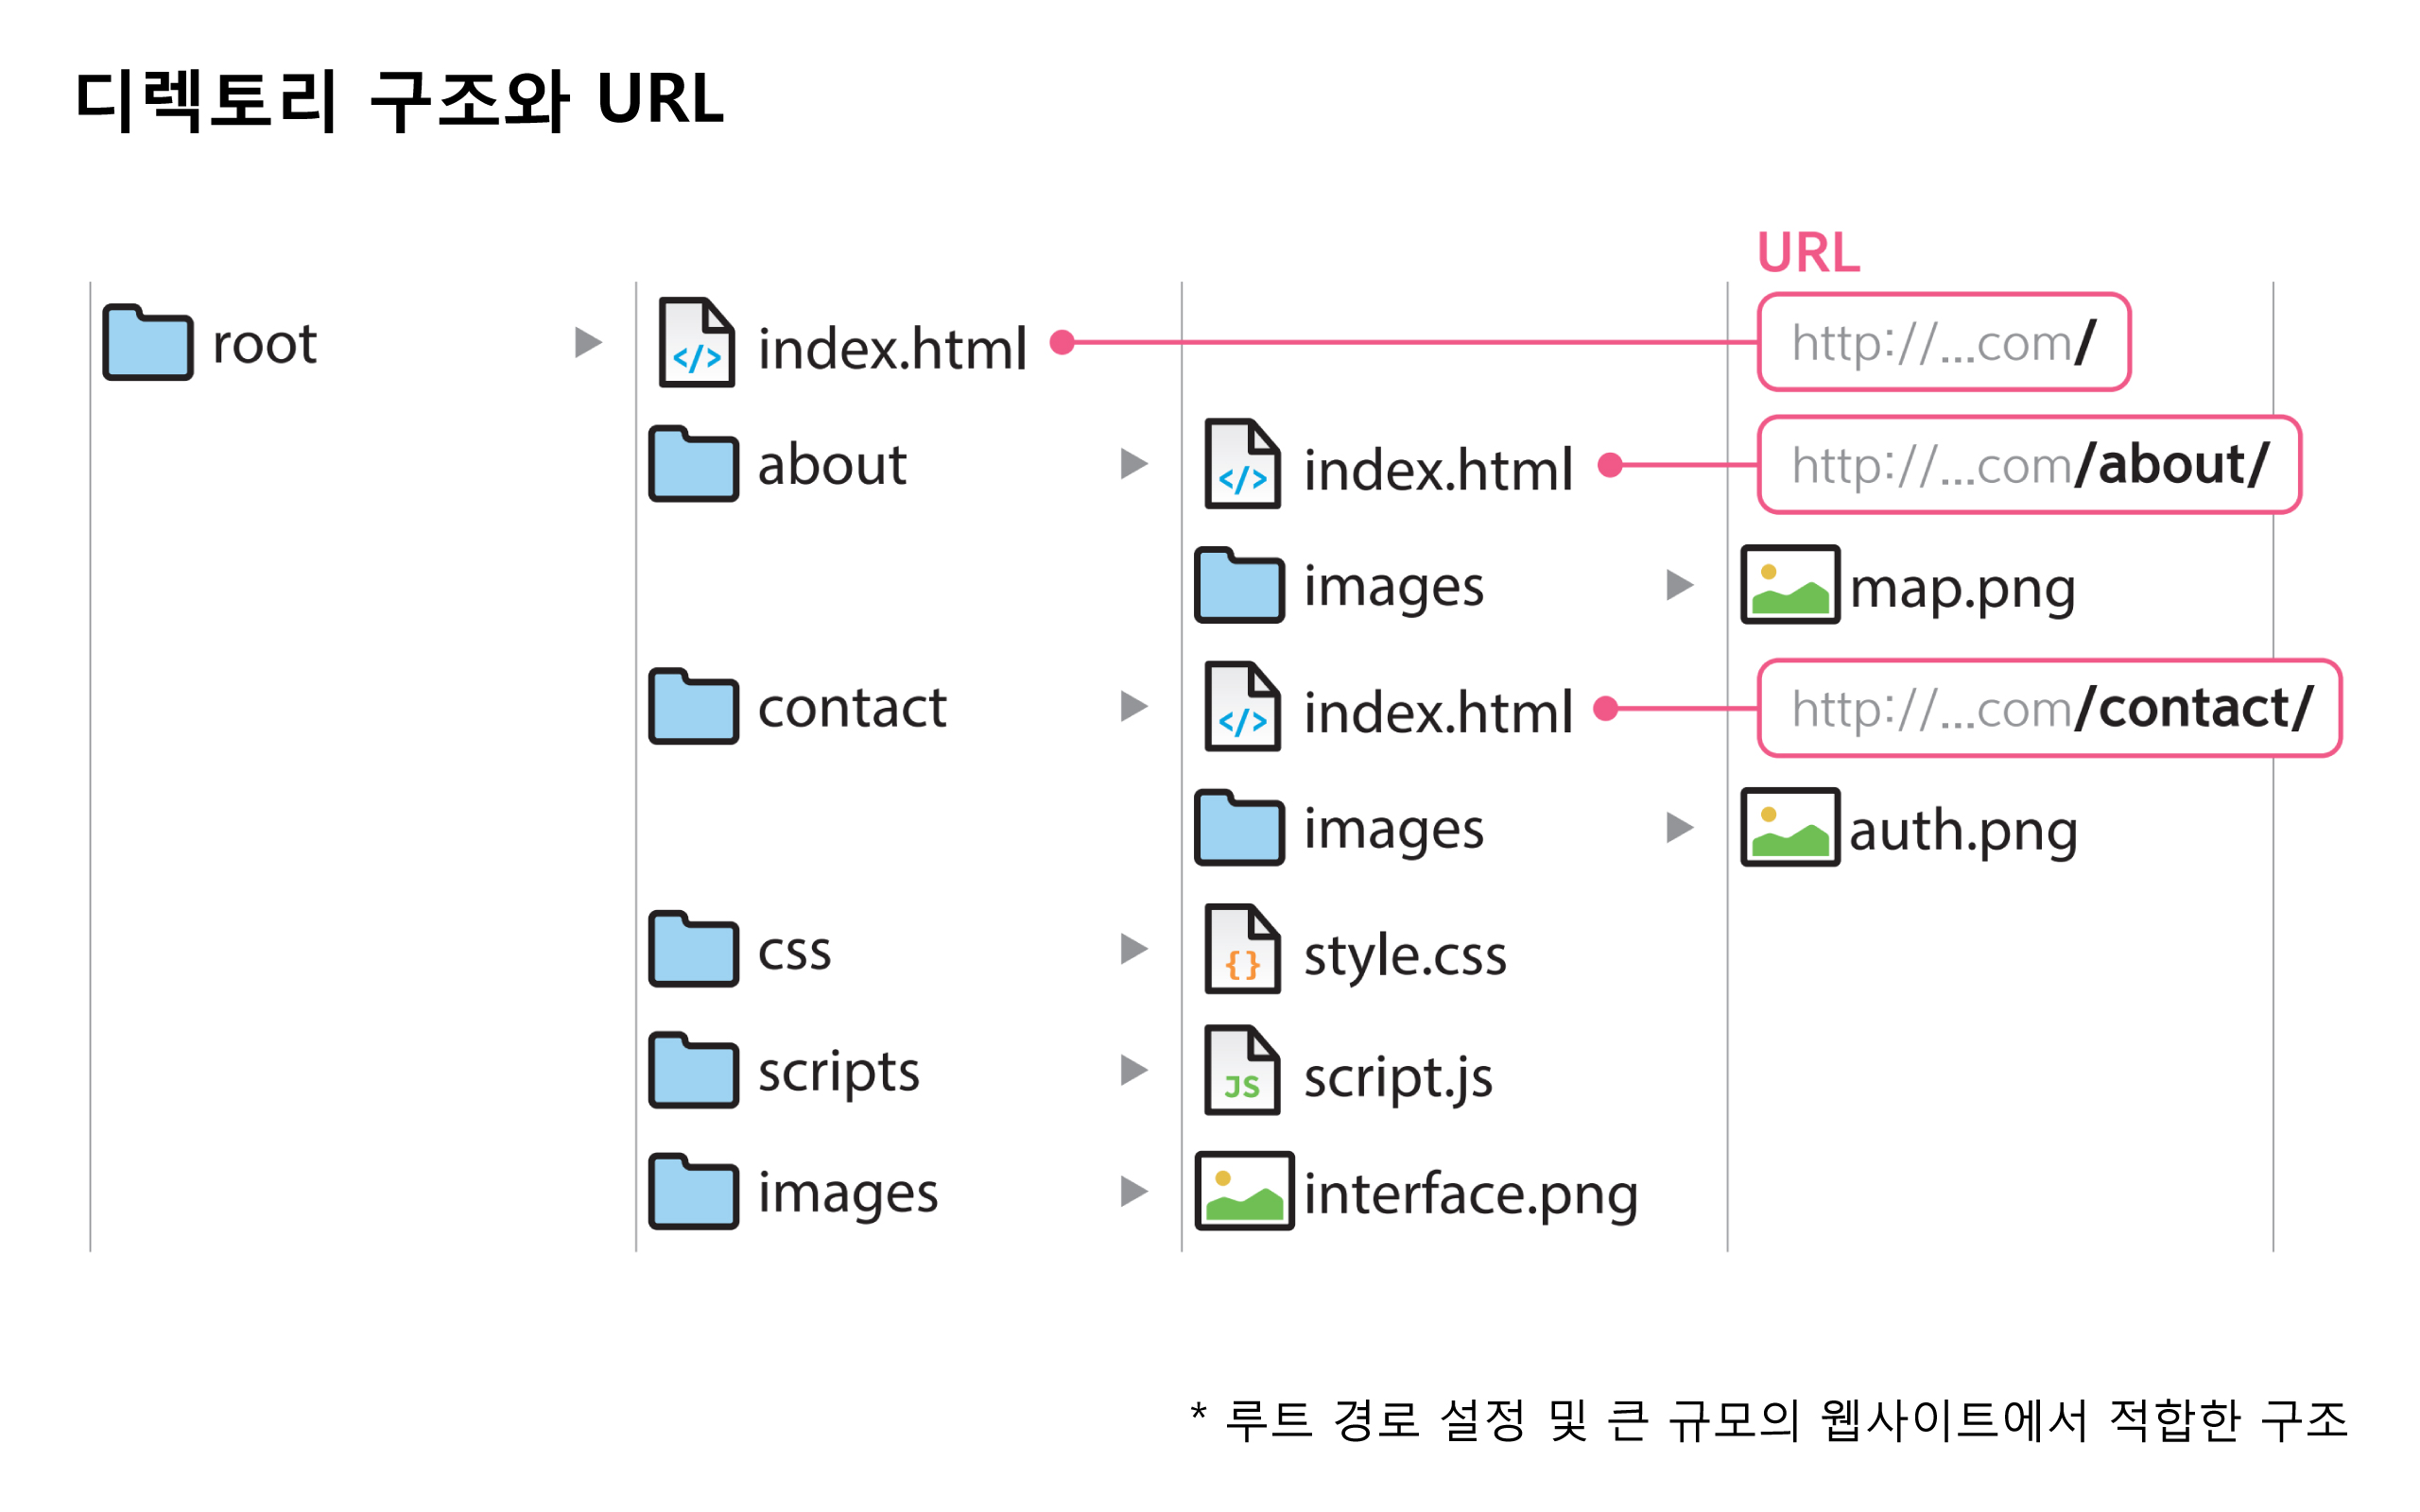 디렉토리 구조와 URL
URL
root
index.html
http://...com/
about
index.html
http://...com/about/
images
map.png
contact
index.html
http://...com/contact/
images
auth.png
css
style.css
scripts
script.js
images
interface.png
* 루드 경로 설정 및 큰 규모의 웹사이트에서 적합한 구조